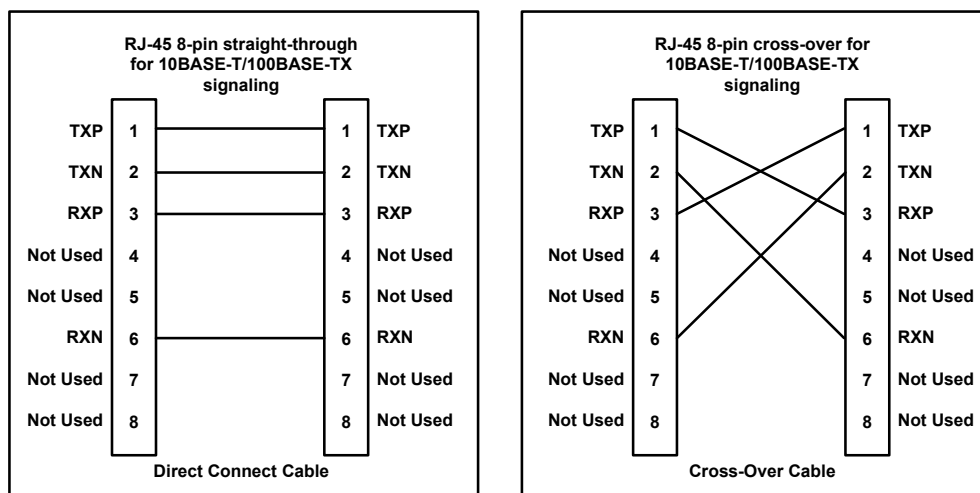 RJ-45 8-pin straight-through
for 10BASE-T/100BASE-TX
signaling
TXP 1 1 TXP
TXN 2 2 TXN
RXP 3 3 RXP
Not Used 4 4 Not Used
Not Used 5 5 Not Used
RXN 6 6 RXN
Not Used 7 7 Not Used
Not Used 8 8 Not Used
Direct Connect Cable
RJ-45 8-pin cross-over for
10BASE-T/100BASE-TX
signaling
TXP 1 1 TXP
TXN 2 2 TXN
RXP 3 3 RXP
Not Used 4 4 Not Used
Not Used 5 5 Not Used
RXN 6 6 RXN
Not Used 7 7 Not Used
Not Used 8 8 Not Used
Cross-Over Cable